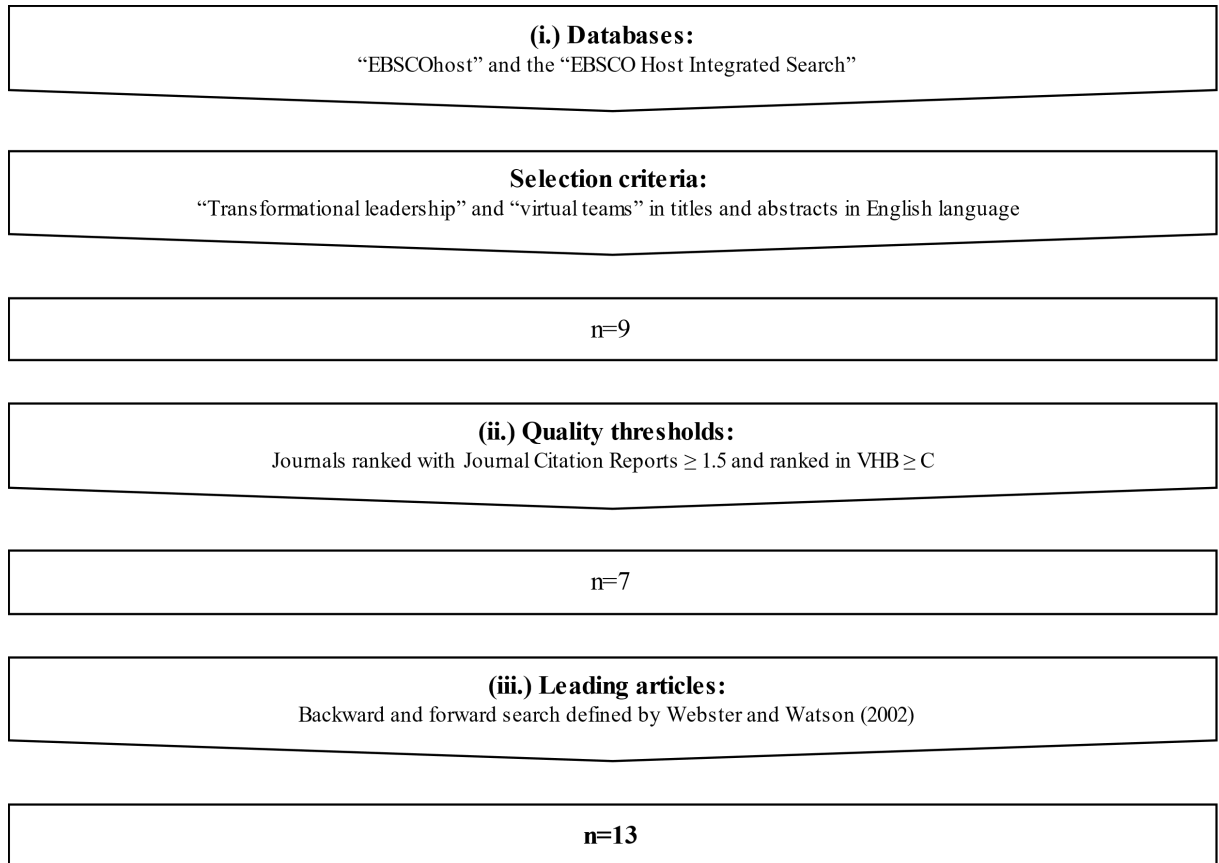 (i.) Databases:
“EBSCOhost” and the “EBSCO Host Integrated Search”
Selection criteria:
“Transformational leadership” and “virtual teams” in titles and abstracts in English language
n=9
(ii.) Quality thresholds:
Journals ranked with Journal Citation Reports ≥ 1.5 and ranked in VHB ≥ C
n=7
(iii.) Leading articles:
Backward and forward search defined by Webster and Watson (2002)
n=13